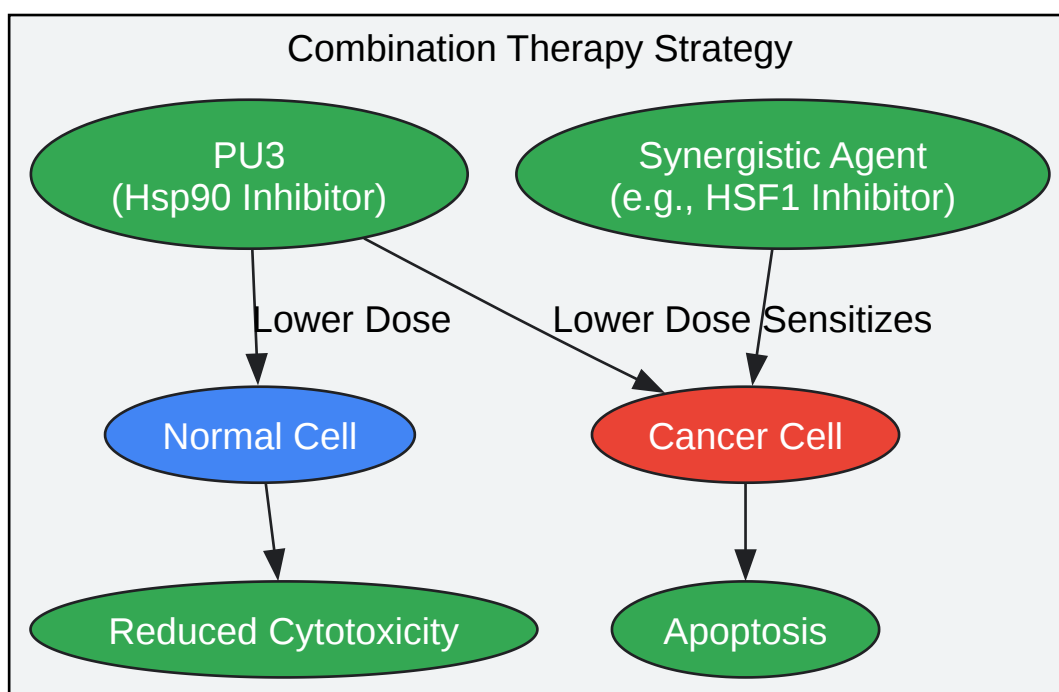 Combination Therapy Strategy
PU3
(Hsp90 Inhibitor)
Synergistic Agent
(e.g., HSF1 Inhibitor)
Lower Dose
Lower Dose
Sensitizes
Normal Cell
Cancer Cell
Reduced Cytotoxicity
Apoptosis